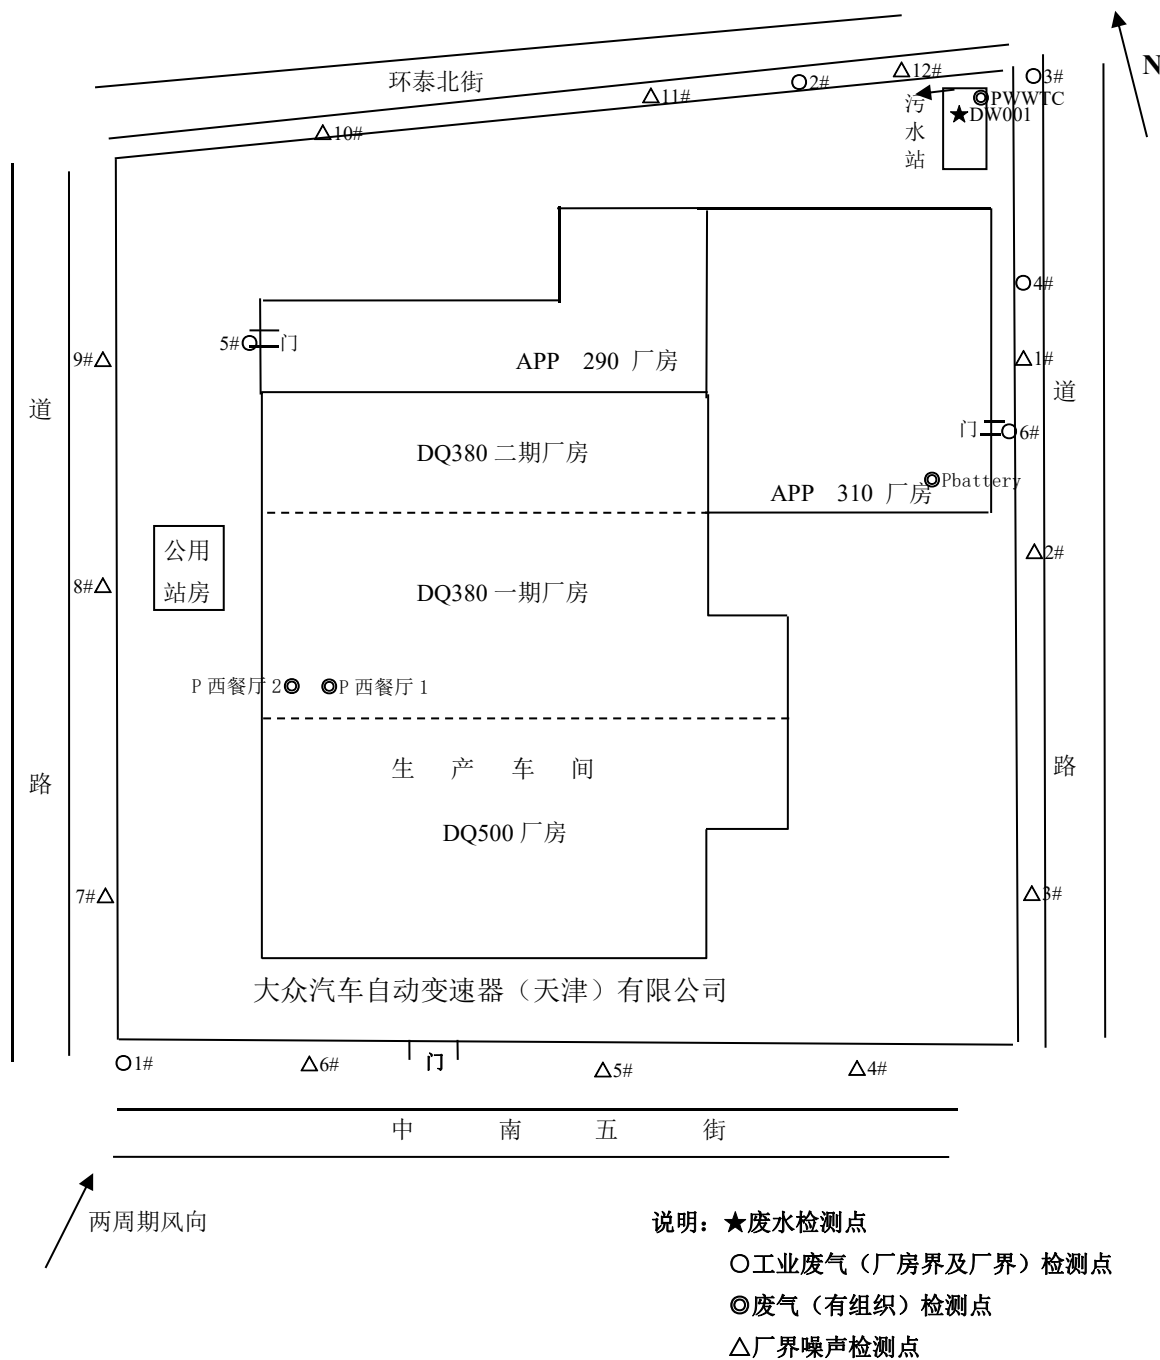 N
环泰北街
12#
3#
2#
11#
PWWTC
DW001
污水站
10#
4#
5#
门
9#
APP 290 厂房
1#
道
道
门
6#
DQ380 二期厂房
Pbattery
APP 310 厂房
公用
站房
2#
8#
DQ380 一期厂房
P 西餐厅 2
P 西餐厅 1
生 产 车 间
路
路
DQ500 厂房
7#
3#
大众汽车自动变速器（天津）有限公司
1#
6#
门
5#
4#
中 南 五 街
两周期风向
说明：★废水检测点
○工业废气（厂房界及厂界）检测点
◎废气（有组织）检测点
△厂界噪声检测点